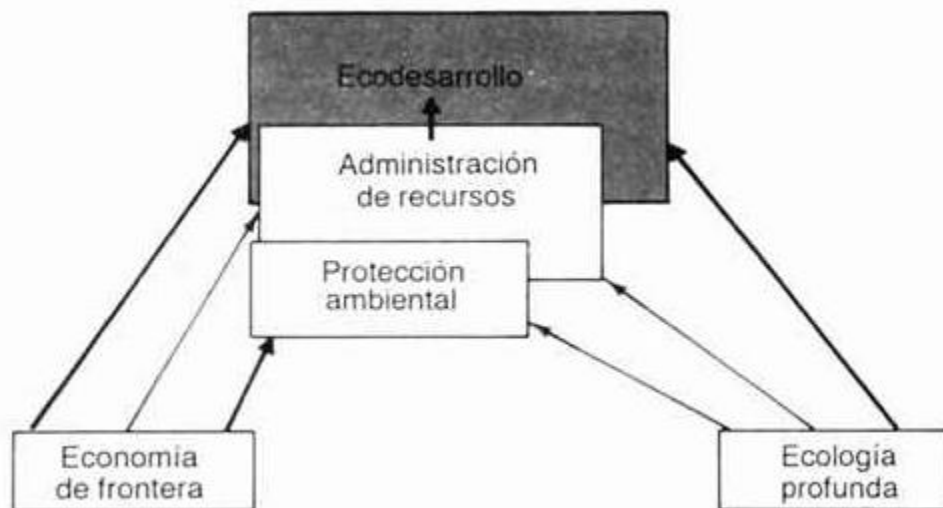 Ecodesarrollo
Administración
de recursos
Protección
ambiental
Economía
de frontera
Ecología
profunda